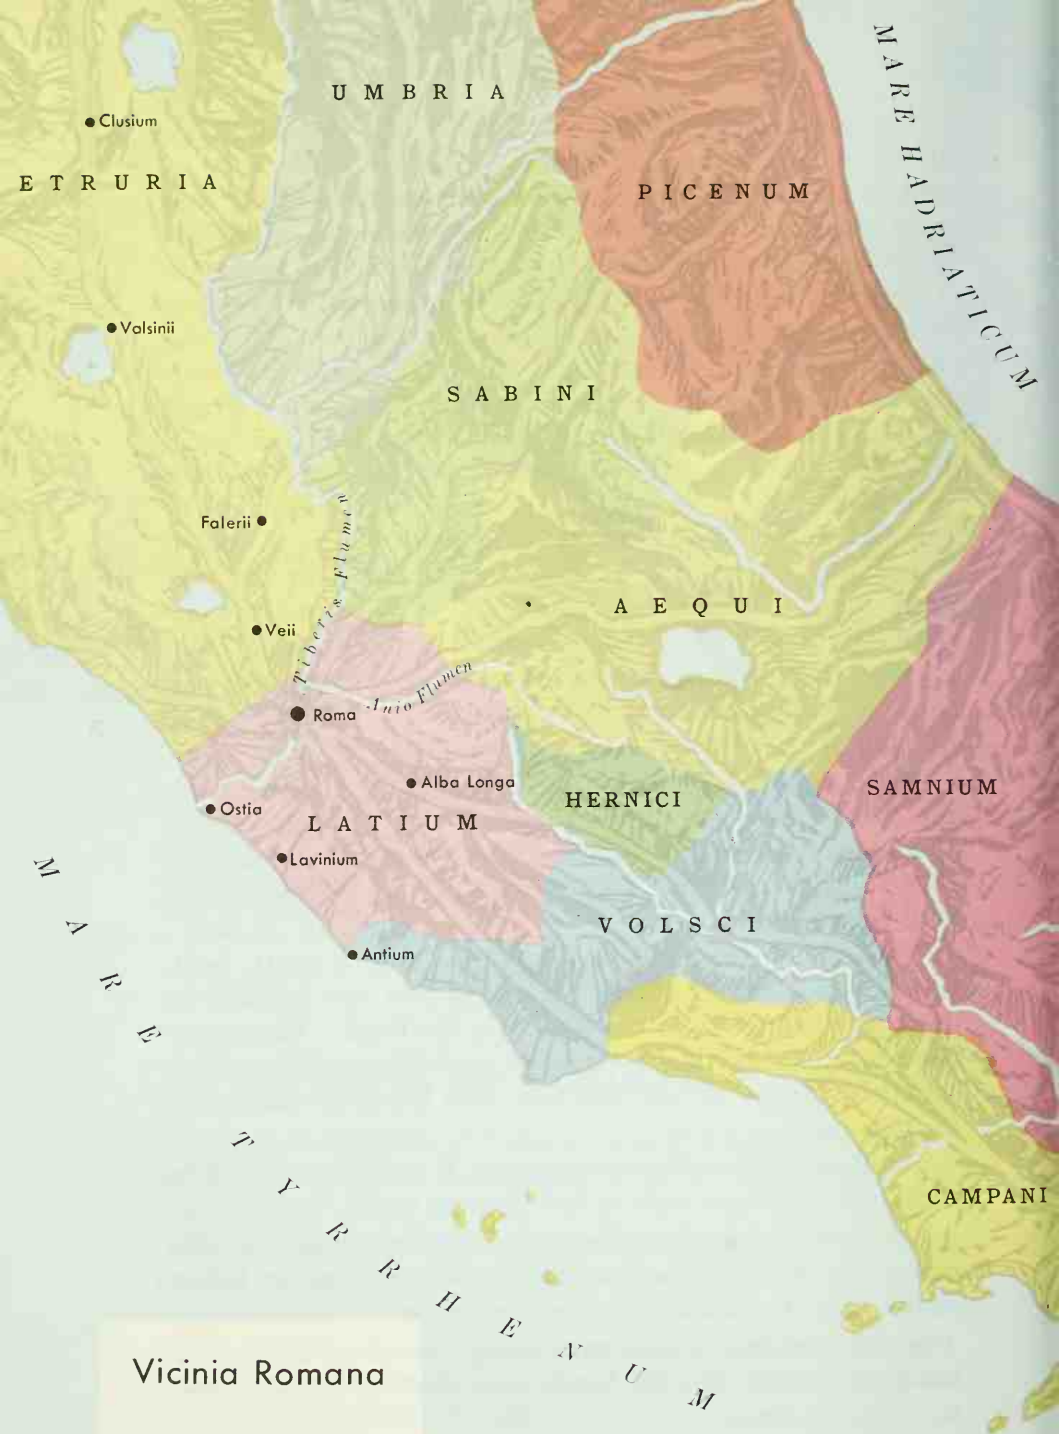 MARE HADRIATICUM
UMBRIA
Clusium
ETRURIA
PICENUM
Valsinii
SABINI
Falerii
Tiberis Flumen
AEQUI
Veii
Anio Flumen
Roma
Alba Longa
HERNICI
SAMNIUM
Ostia
LATIUM
Lavinium
VOLSCI
Antium
MARE TYRRHENUM
CAMPANI
Vicinia Romana